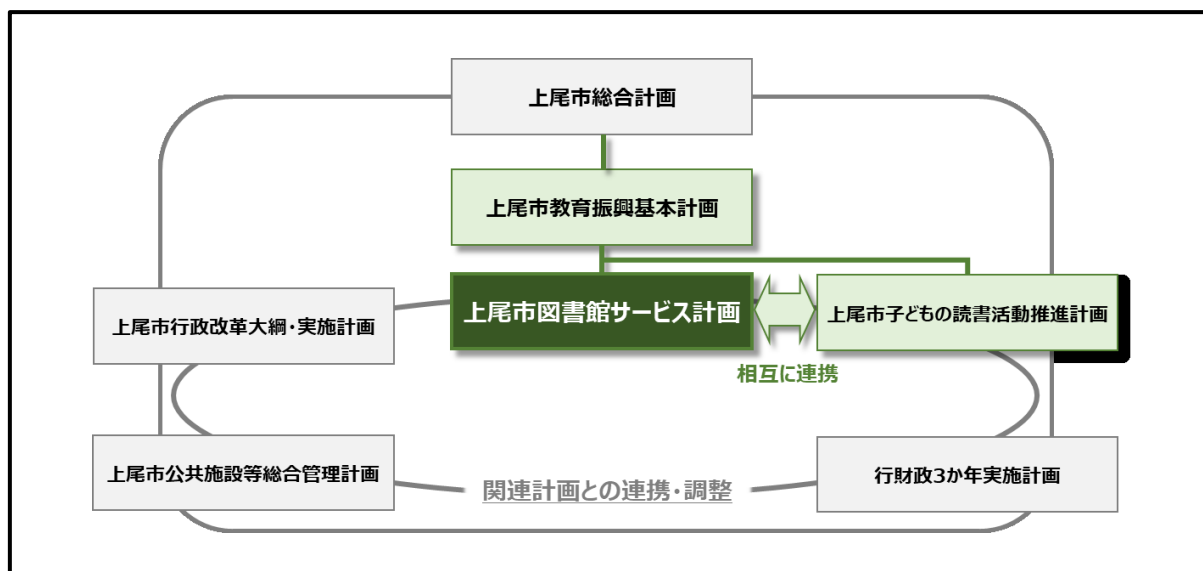 上尾市総合計画
上尾市教育振興基本計画
上尾市図書館サービス計画
上尾市子どもの読書活動推進計画
相互に連携
上尾市行政改革大綱・実施計画
上尾市公共施設等総合管理計画
関連計画との連携・調整
行財政3か年実施計画